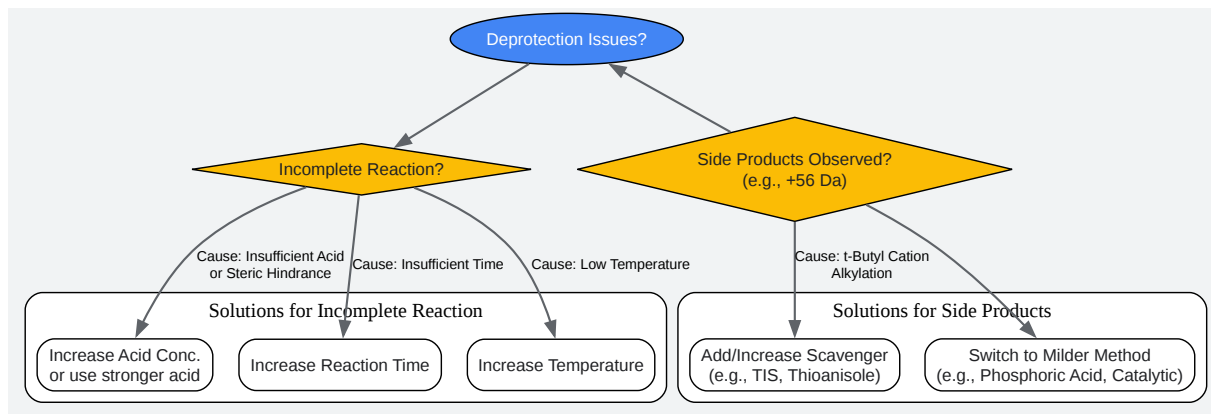 Deprotection Issues?
Incomplete Reaction?
Side Products Observed?
(e.g., +56 Da)
Cause: Insufficient Acid
or Steric Hindrance
Cause: Insufficient Time
Cause: Low Temperature
Cause: t-Butyl Cation
Alkylation
Solutions for Incomplete Reaction
Solutions for Side Products
Increase Acid Conc.
or use stronger acid
Increase Reaction Time
Increase Temperature
Add/Increase Scavenger
(e.g., TIS, Thioanisole)
Switch to Milder Method
(e.g., Phosphoric Acid, Catalytic)